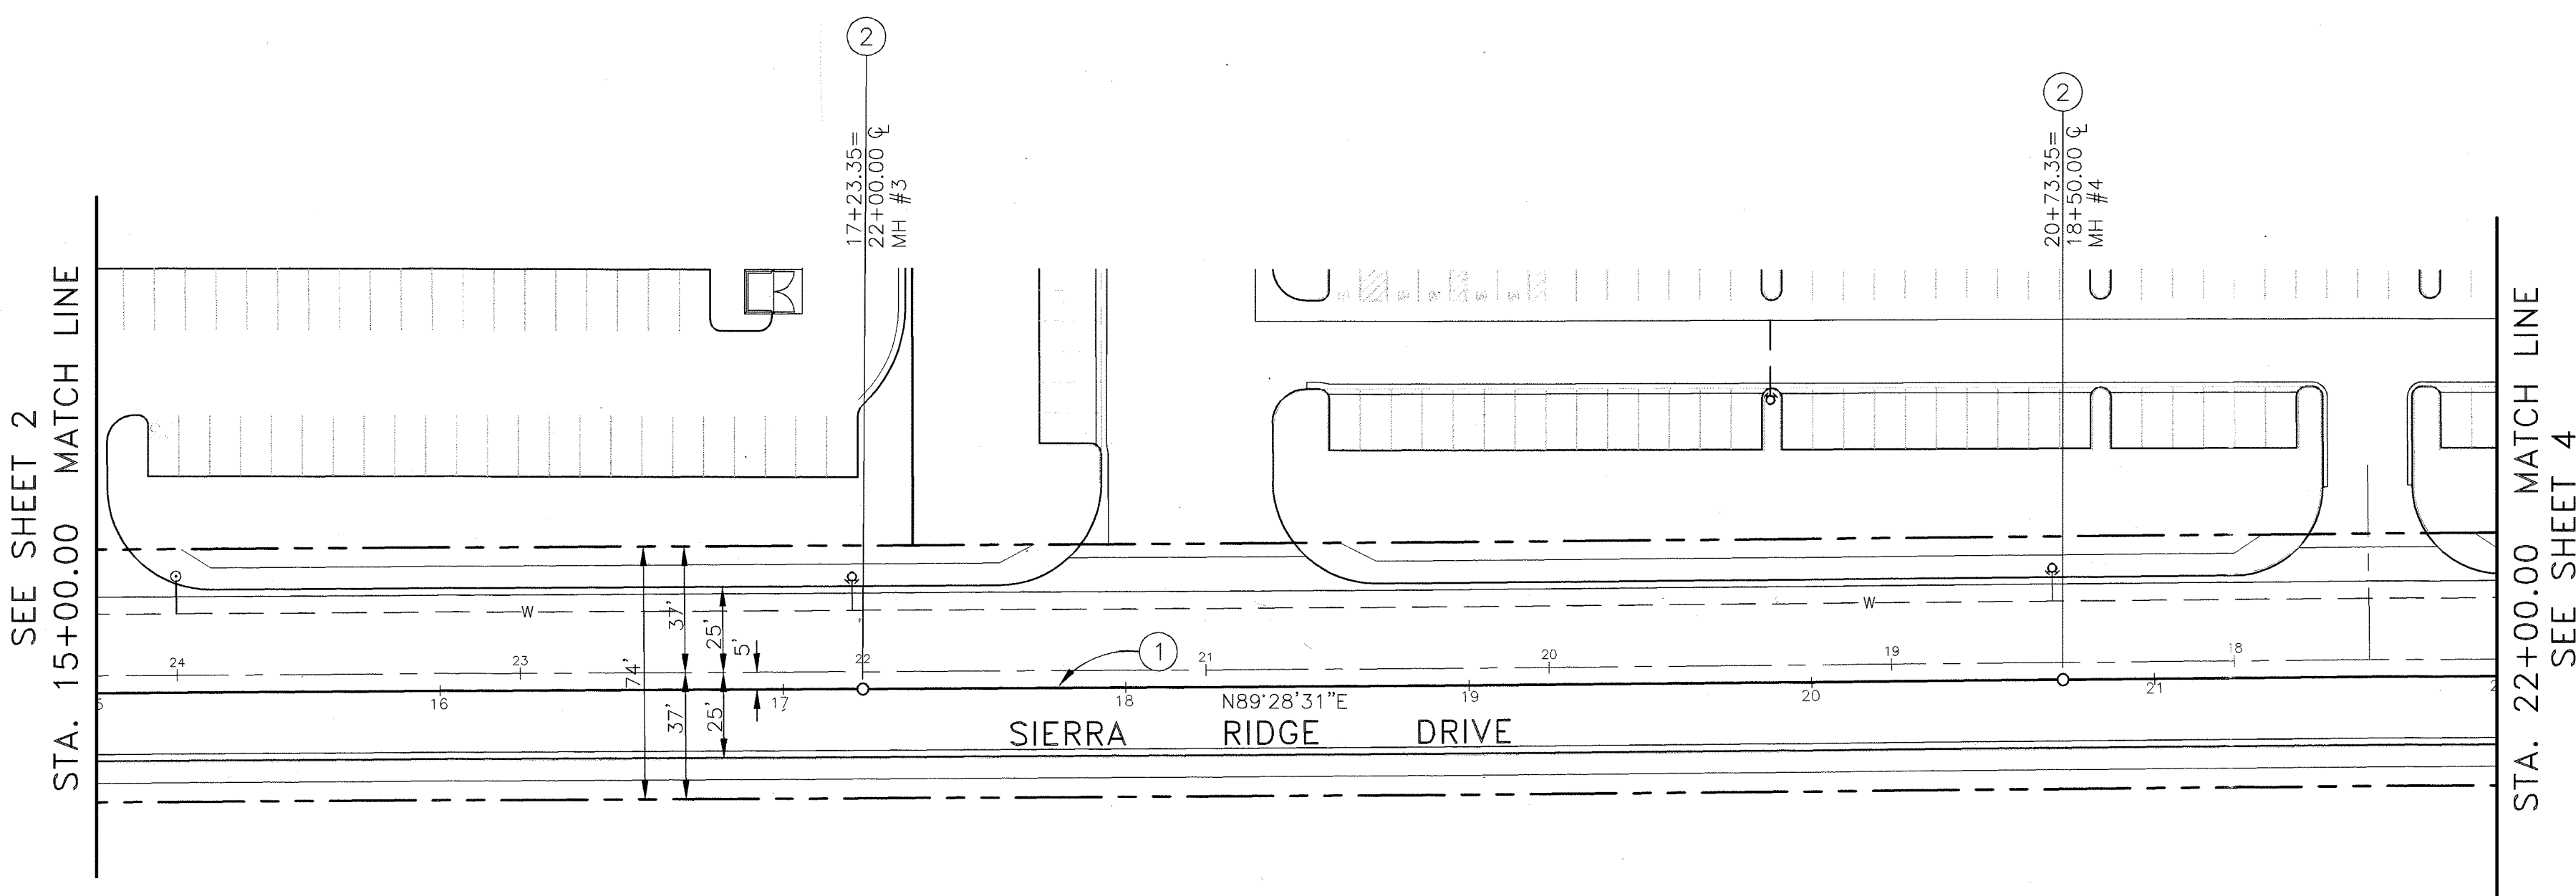 SEE SHEET 2
STA. 15+00.00 MATCH LINE
2
17+23.35=
22+00.00 ℄
MH #3
2
20+73.35=
18+50.00 ℄
MH #4
W
W
74'
37'
25'
5'
37'
25'
1
24
23
22
21
20
19
18
16
17
18
19
20
21
N89°28'31"E
SIERRA RIDGE DRIVE
STA. 22+00.00 MATCH LINE
SEE SHEET 4